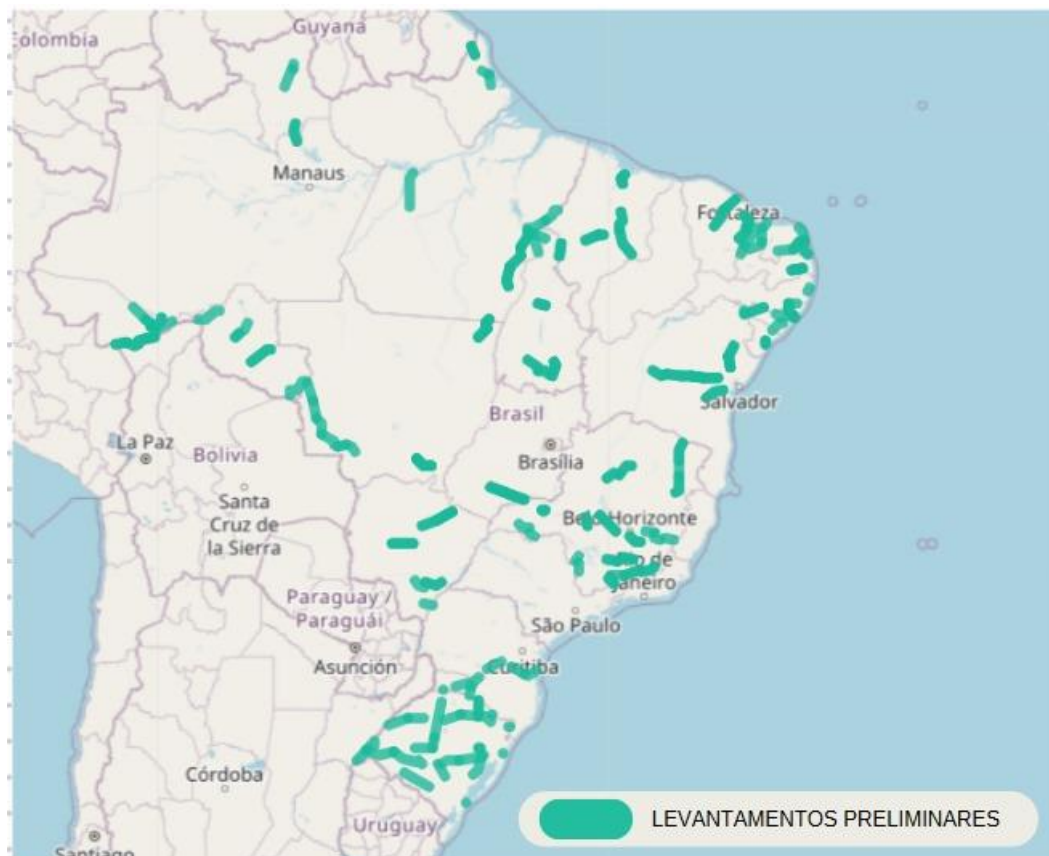 Guyana
olombia
Manaus
Fortaleza
Brasil
Salvador
La Paz
Bolivia
Brasília
Santa
Cruz de
la Sierra
Belo Horizonte
Rio de
Janeiro
Paraguay /
Paraguái
São Paulo
Asunción
Curitiba
Córdoba
Uruguay
Santiago
LEVANTAMENTOS PRELIMINARES